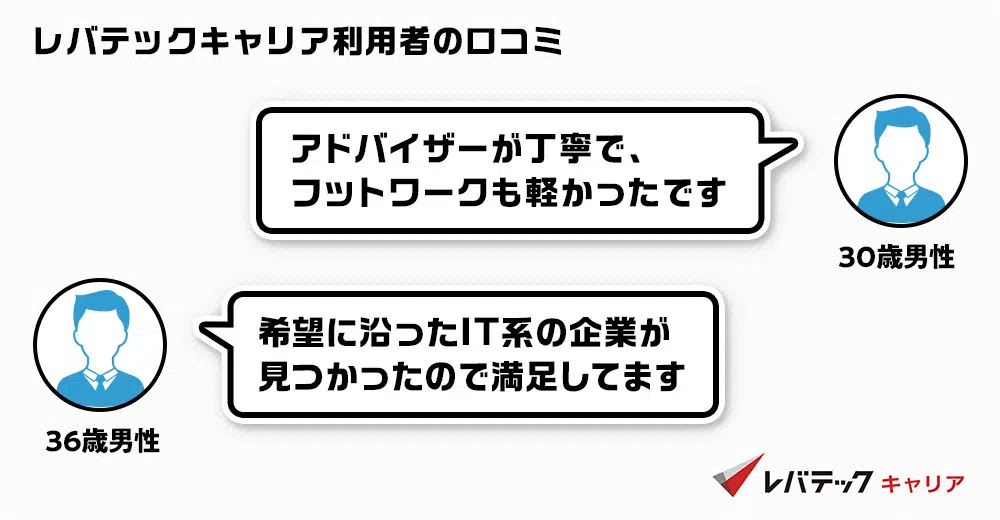 レバテックキャリア利用者の口コミ
アドバイザーが丁寧で、
フットワークも軽かったです
30歳男性
希望に沿ったIT系の企業が
見つかったので満足してます
36歳男性
レバテック キャリア